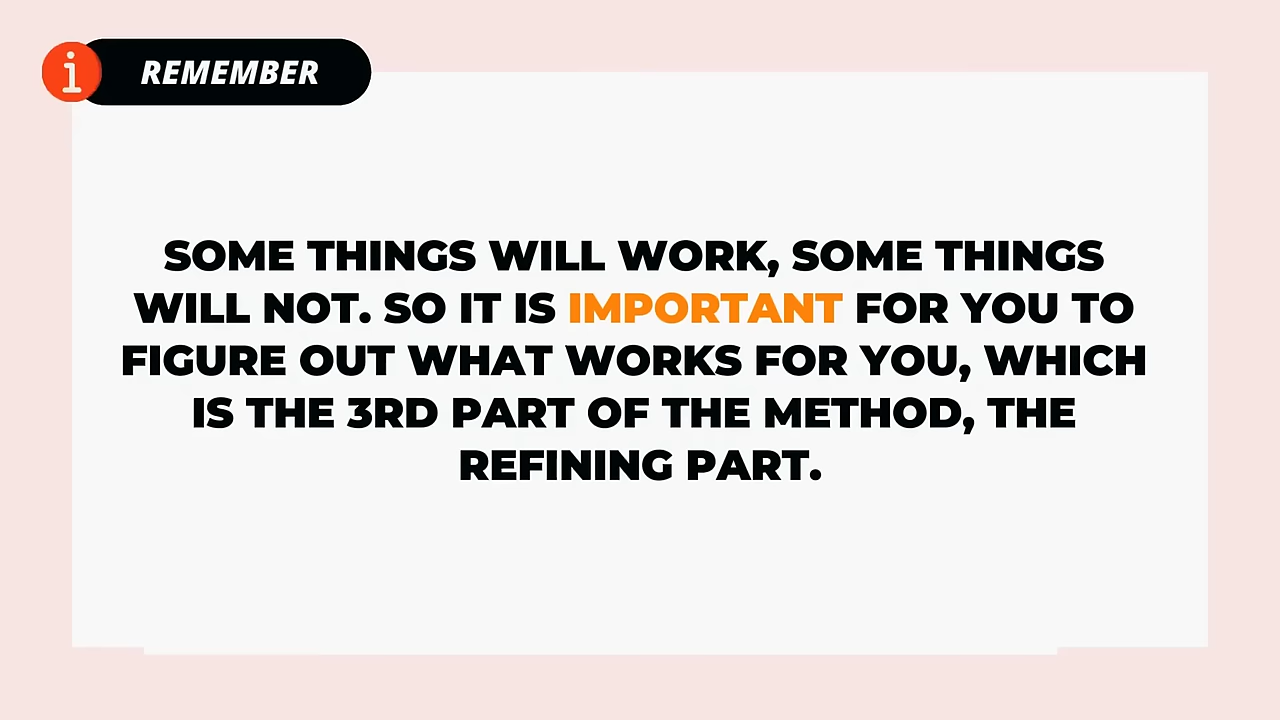 i REMEMBER
SOME THINGS WILL WORK, SOME THINGS
WILL NOT. SO IT IS IMPORTANT FOR YOU TO
FIGURE OUT WHAT WORKS FOR YOU, WHICH
IS THE 3RD PART OF THE METHOD, THE
REFINING PART.